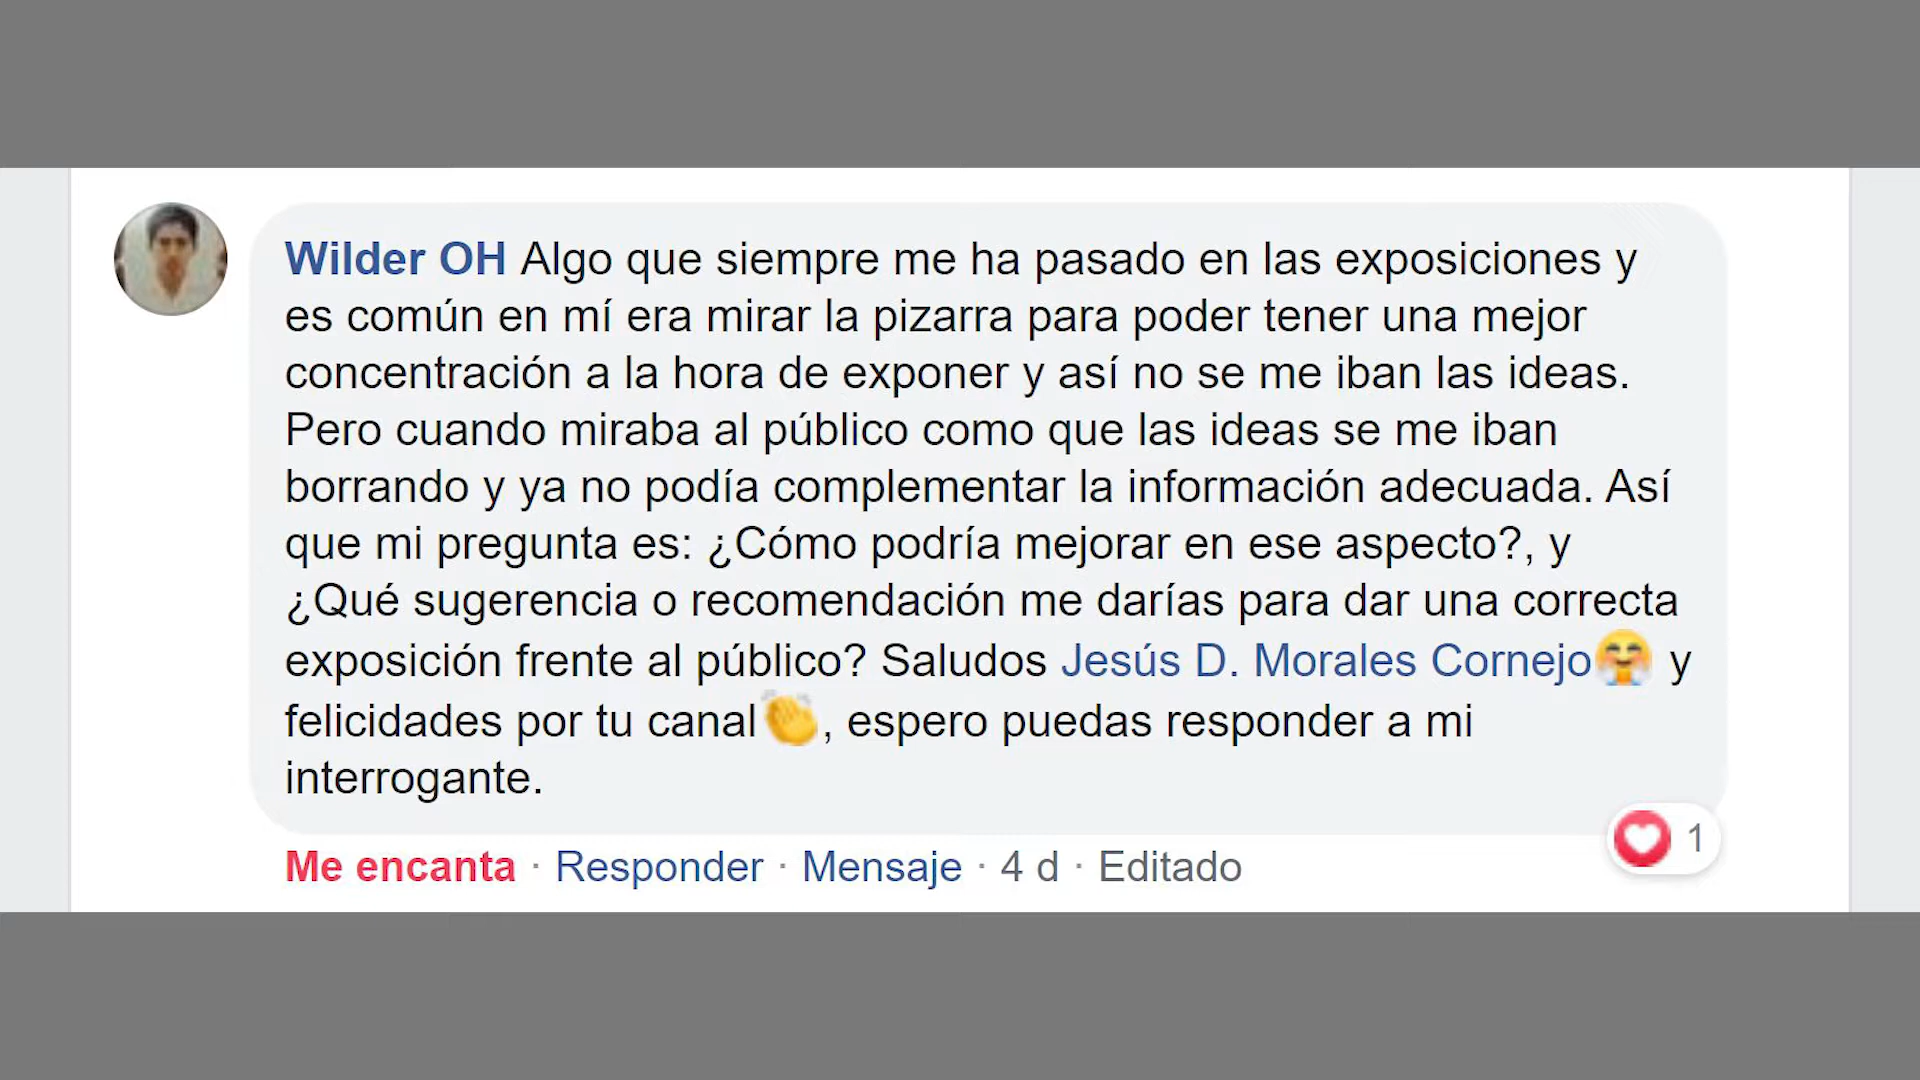 Wilder OH Algo que siempre me ha pasado en las exposiciones y
es común en mí era mirar la pizarra para poder tener una mejor
concentración a la hora de exponer y así no se me iban las ideas.
Pero cuando miraba al público como que las ideas se me iban
borrando y ya no podía complementar la información adecuada. Así
que mi pregunta es: ¿Cómo podría mejorar en ese aspecto?, y
¿Qué sugerencia o recomendación me darías para dar una correcta
exposición frente al público? Saludos Jesús D. Morales Cornejo🤗 y
felicidades por tu canal👏, espero puedas responder a mi
interrogante.
1
Me encanta · Responder · Mensaje · 4 d · Editado